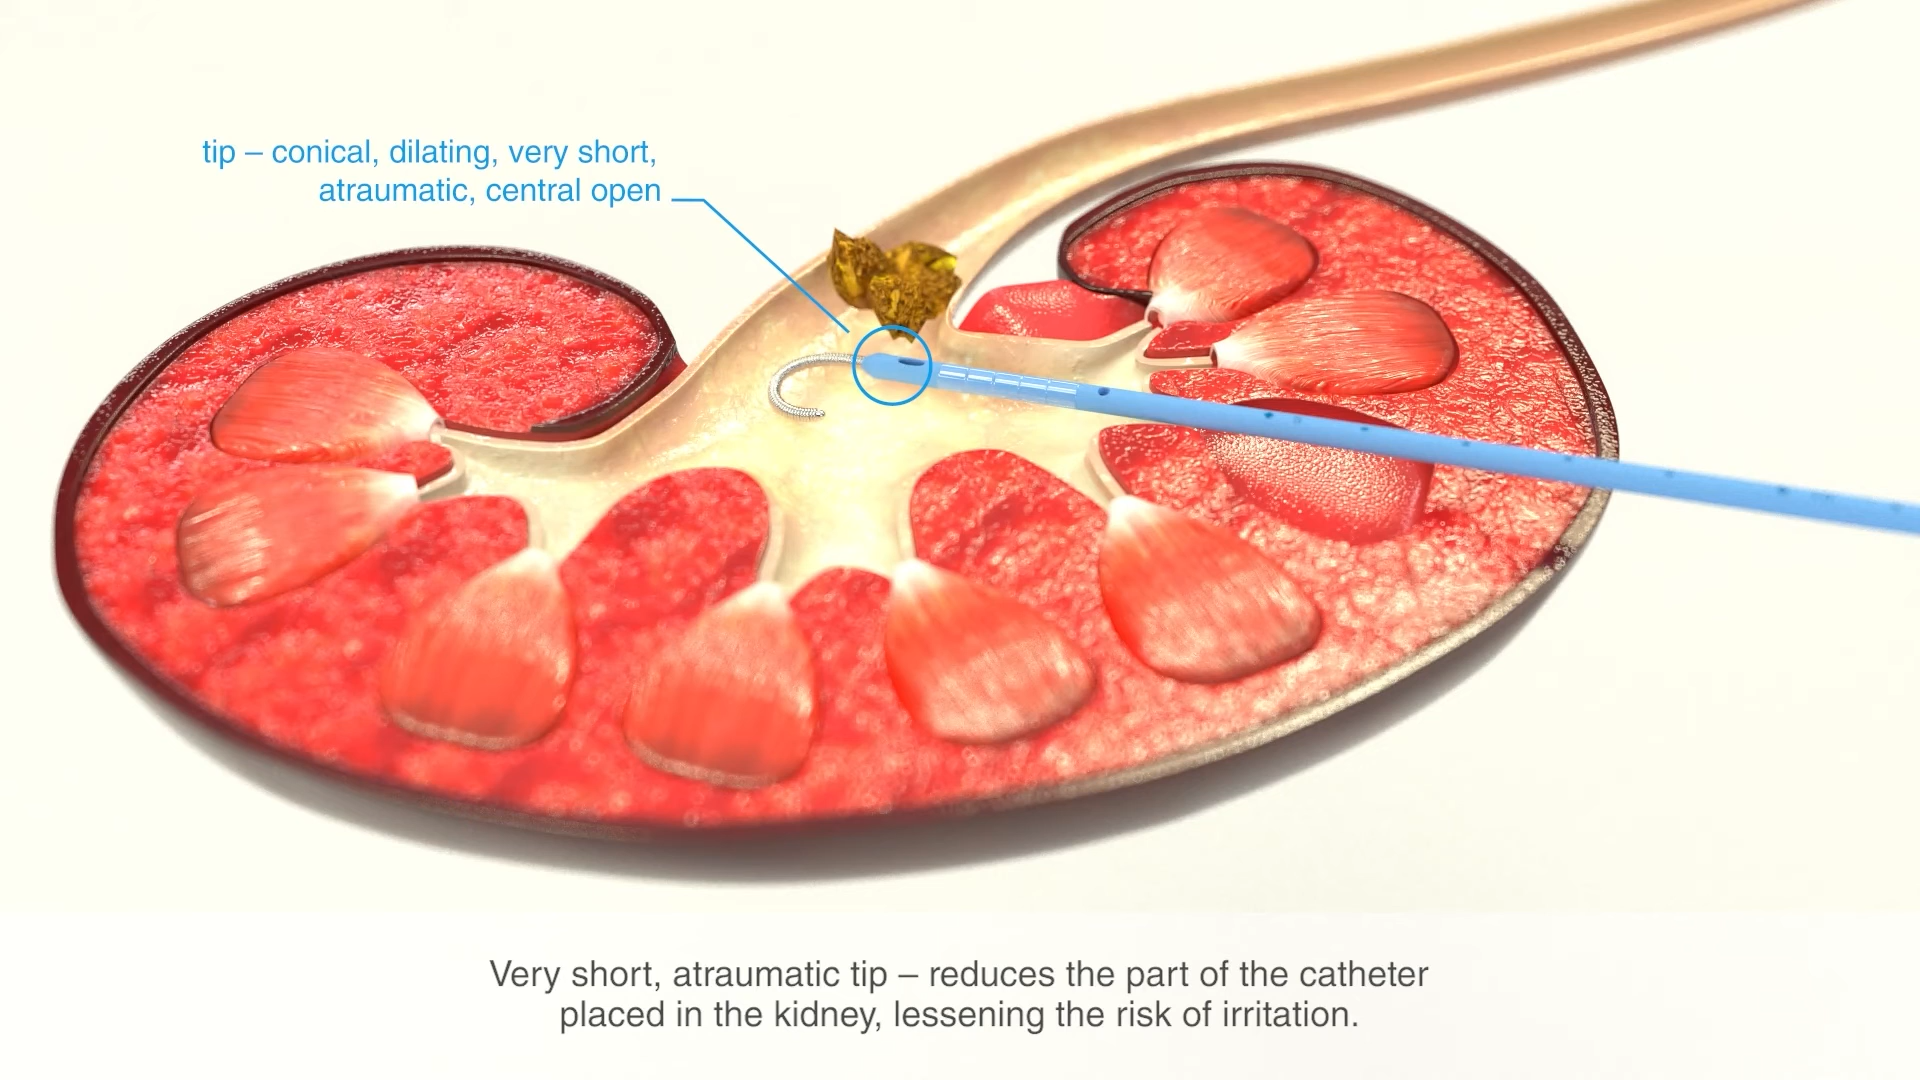 tip – conical, dilating, very short,
atraumatic, central open
Very short, atraumatic tip – reduces the part of the catheter
placed in the kidney, lessening the risk of irritation.